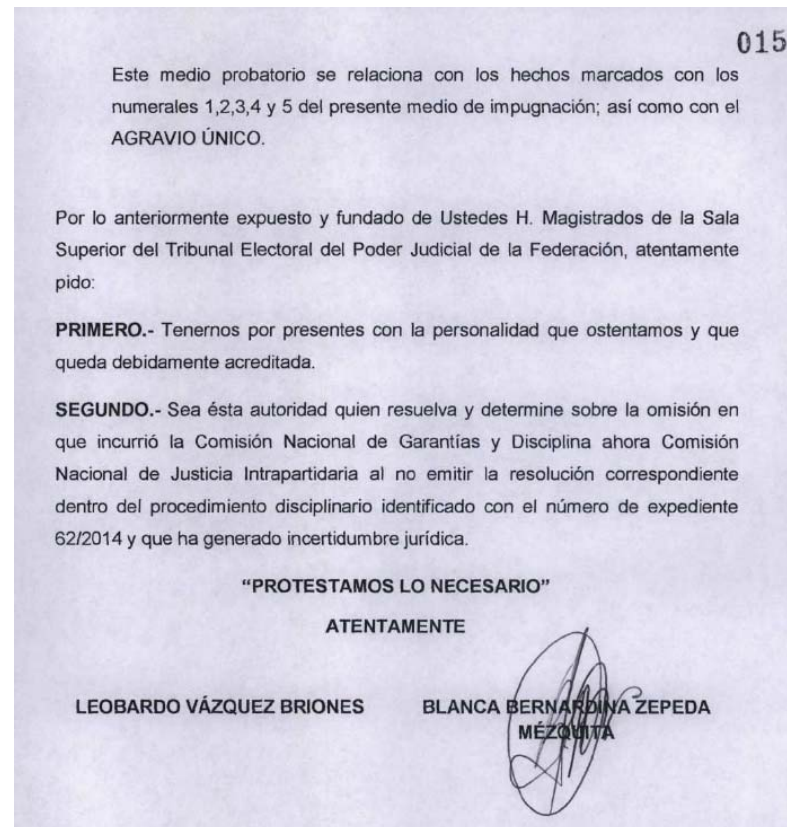 015
Este medio probatorio se relaciona con los hechos marcados con los
numerales 1,2,3,4 y 5 del presente medio de impugnación; así como con el
AGRAVIO ÚNICO.
Por lo anteriormente expuesto y fundado de Ustedes H. Magistrados de la Sala
Superior del Tribunal Electoral del Poder Judicial de la Federación, atentamente
pido:
PRIMERO.- Tenernos por presentes con la personalidad que ostentamos y que
queda debidamente acreditada.
SEGUNDO.- Sea ésta autoridad quien resuelva y determine sobre la omisión en
que incurrió la Comisión Nacional de Garantías y Disciplina ahora Comisión
Nacional de Justicia Intrapartidaria al no emitir la resolución correspondiente
dentro del procedimiento disciplinario identificado con el número de expediente
62/2014 y que ha generado incertidumbre jurídica.
“PROTESTAMOS LO NECESARIO”
ATENTAMENTE
LEOBARDO VÁZQUEZ BRIONES BLANCA BERNARDINA ZEPEDA
MÉZQUITA